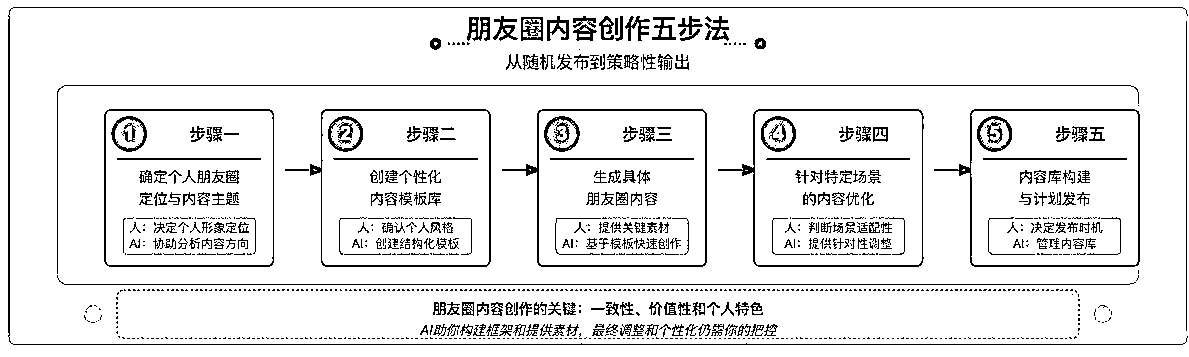 朋友圈内容创作五步法
从随机发布到策略性输出
1 步骤一
确定个人朋友圈
定位与内容主题
人：决定个人形象定位
AI：协助分析内容方向
2 步骤二
创建个性化
内容模板库
人：确认个人风格
AI：创建结构化模板
3 步骤三
生成具体
朋友圈内容
人：提供关键素材
AI：基于模板快速创作
4 步骤四
针对特定场景
的内容优化
人：判断场景适配性
AI：提供针对性调整
5 步骤五
内容库构建
与计划发布
人：决定发布时机
AI：管理内容库
朋友圈内容创作的关键：一致性、价值性和个人特色
AI助你构建框架和提供素材，最终调整和个性化仍需你的把控